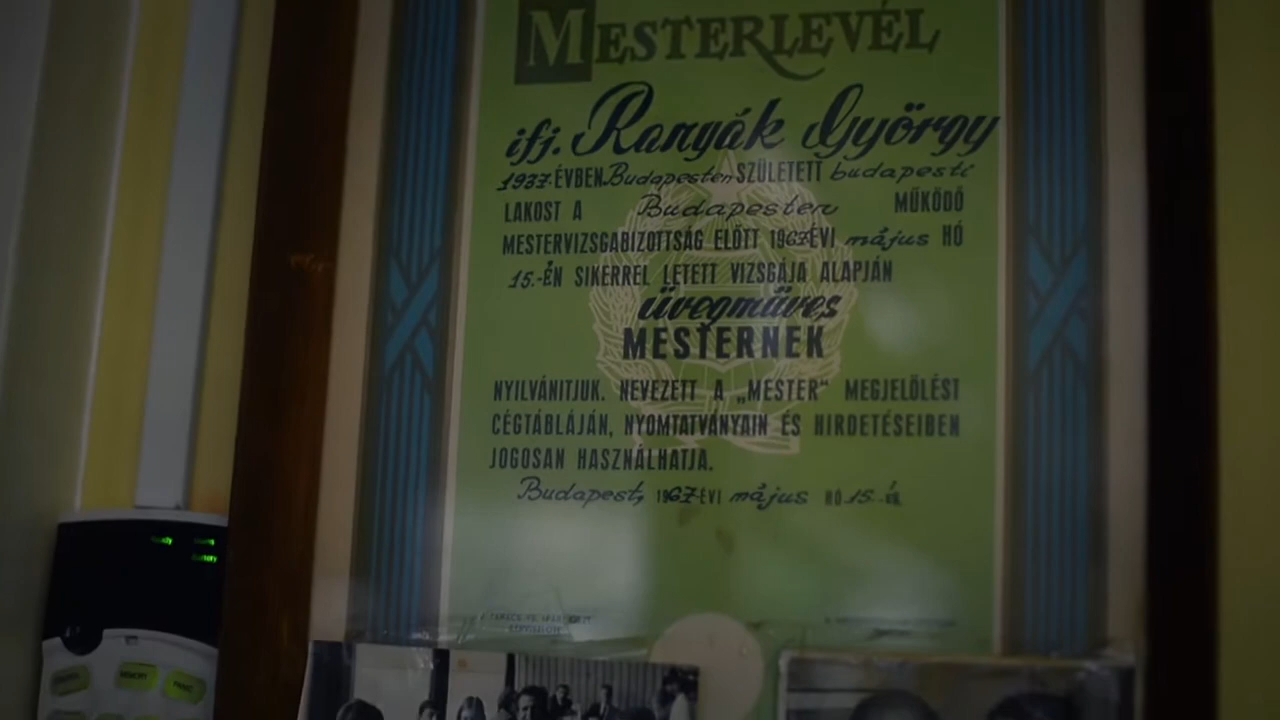 MESTERLEVÉL
ifj. Ranyák György
1937. ÉVBEN Budapesten SZÜLETETT budapesti
LAKOST A Budapesten MŰKÖDŐ
MESTERVIZSGABIZOTTSÁG ELŐTT 1967 ÉVI május HÓ
15.-ÉN SIKERREL LETETT VIZSGÁJA ALAPJÁN
üvegműves
MESTERNEK
NYILVÁNITJUK. NEVEZETT A „MESTER“ MEGJELÖLÉST
CÉGTÁBLÁJÁN, NYOMTATVÁNYAIN ÉS HIRDETÉSEIBEN
JOGOSAN HASZNÁLHATJA.
Budapest, 1967 ÉVI május HÓ 15.-ÉN